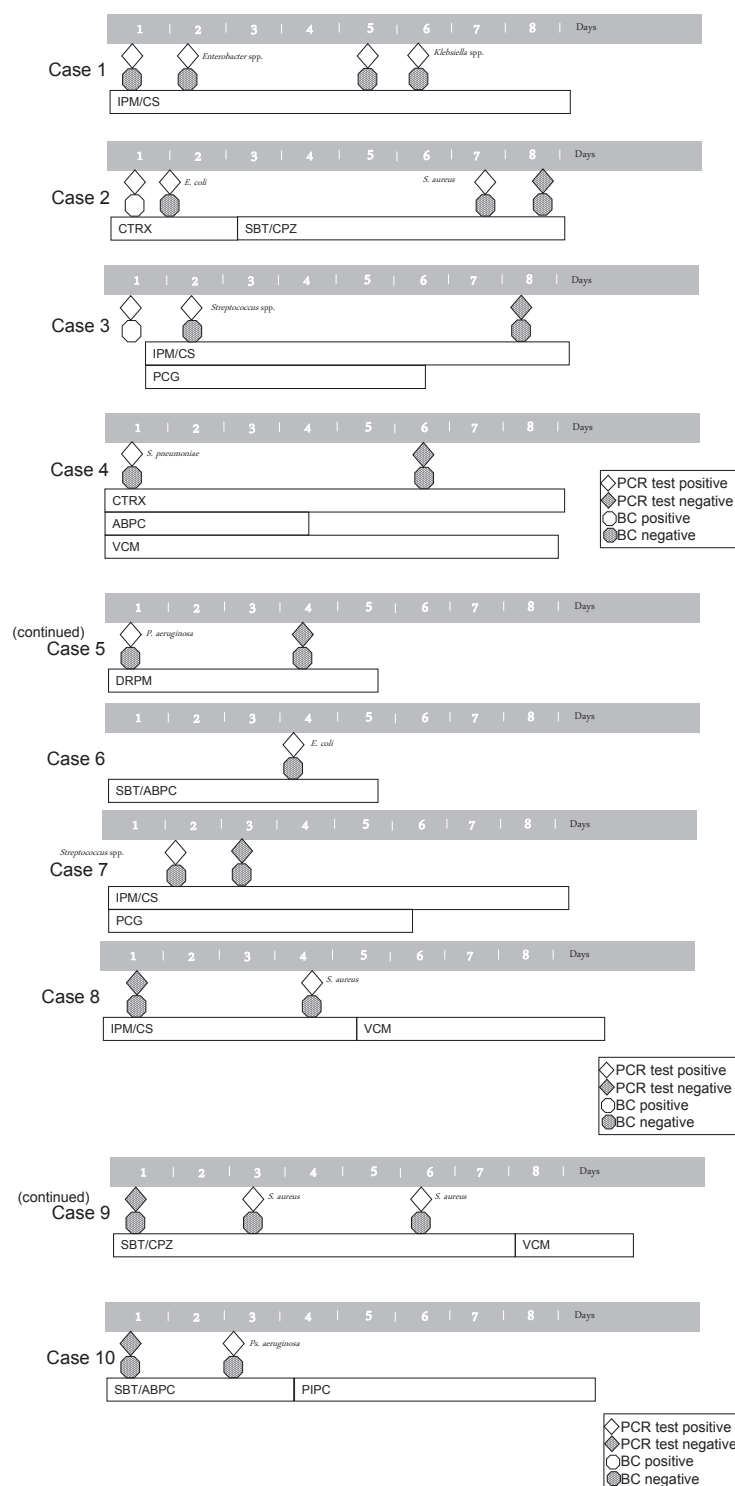 1 | 2 | 3 | 4 | 5 | 6 | 7 | 8 | Days
Case 1
Enterobacter spp.
Klebsiella spp.
IPM/CS
1 | 2 | 3 | 4 | 5 | 6 | 7 | 8 | Days
Case 2
E. coli
S. aureus
CTRX
SBT/CPZ
1 | 2 | 3 | 4 | 5 | 6 | 7 | 8 | Days
Case 3
Streptococcus spp.
IPM/CS
PCG
1 | 2 | 3 | 4 | 5 | 6 | 7 | 8 | Days
Case 4
S. pneumoniae
CTRX
ABPC
VCM
PCR test positive
PCR test negative
BC positive
BC negative
1 | 2 | 3 | 4 | 5 | 6 | 7 | 8 | Days
(continued)
Case 5
P. aeruginosa
DRPM
1 | 2 | 3 | 4 | 5 | 6 | 7 | 8 | Days
Case 6
E. coli
SBT/ABPC
1 | 2 | 3 | 4 | 5 | 6 | 7 | 8 | Days
Streptococcus spp.
Case 7
IPM/CS
PCG
1 | 2 | 3 | 4 | 5 | 6 | 7 | 8 | Days
Case 8
S. aureus
IPM/CS
VCM
PCR test positive
PCR test negative
BC positive
BC negative
1 | 2 | 3 | 4 | 5 | 6 | 7 | 8 | Days
(continued)
Case 9
S. aureus
S. aureus
SBT/CPZ
VCM
1 | 2 | 3 | 4 | 5 | 6 | 7 | 8 | Days
Case 10
Ps. aeruginosa
SBT/ABPC
PIPC
PCR test positive
PCR test negative
BC positive
BC negative